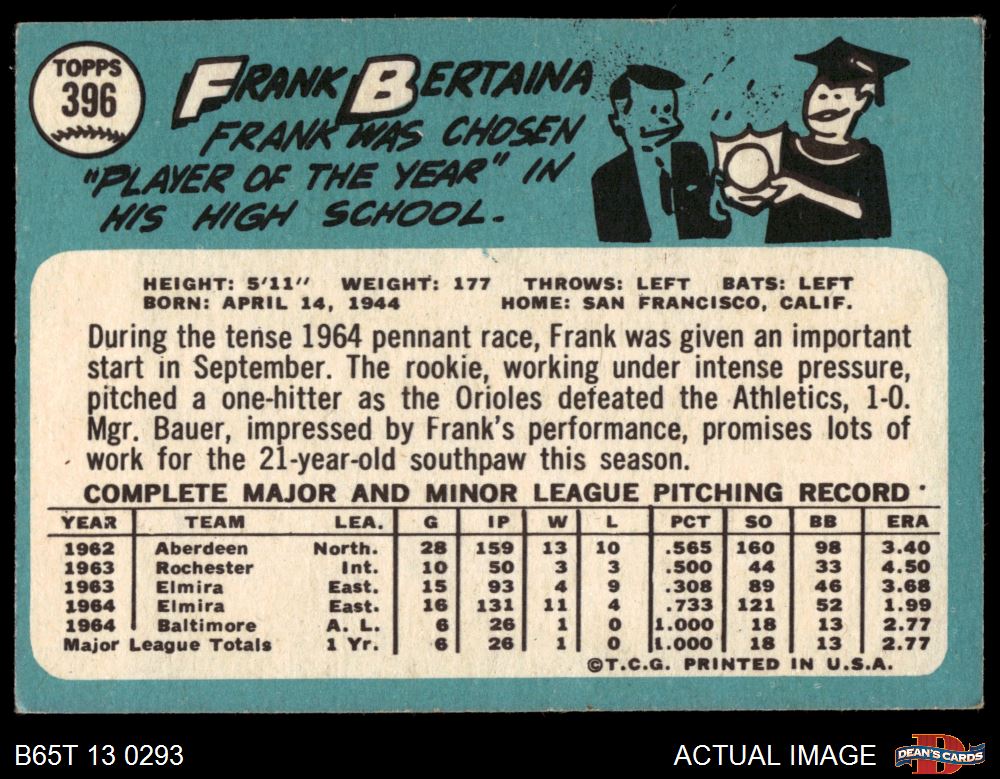 TOPPS
396
FRANK BERTAINA
FRANK WAS CHOSEN
"PLAYER OF THE YEAR" IN
HIS HIGH SCHOOL.
HEIGHT: 5'11" WEIGHT: 177 THROWS: LEFT BATS: LEFT
BORN: APRIL 14, 1944 HOME: SAN FRANCISCO, CALIF.
During the tense 1964 pennant race, Frank was given an important
start in September. The rookie, working under intense pressure,
pitched a one-hitter as the Orioles defeated the Athletics, 1-0.
Mgr. Bauer, impressed by Frank's performance, promises lots of
work for the 21-year-old southpaw this season.
COMPLETE MAJOR AND MINOR LEAGUE PITCHING RECORD
YEAR TEAM LEA. G IP W L PCT SO BB ERA
1962 Aberdeen North. 28 159 13 10 .565 160 98 3.40
1963 Rochester Int. 10 50 3 3 .500 44 33 4.50
1963 Elmira East. 15 93 4 9 .308 89 46 3.68
1964 Elmira East. 16 131 11 4 .733 121 52 1.99
1964 Baltimore A. L. 6 26 1 0 1.000 18 13 2.77
Major League Totals 1 Yr. 6 26 1 0 1.000 18 13 2.77
©T.C.G. PRINTED IN U.S.A.
B65T 13 0293 ACTUAL IMAGE DEAN'S CARDS